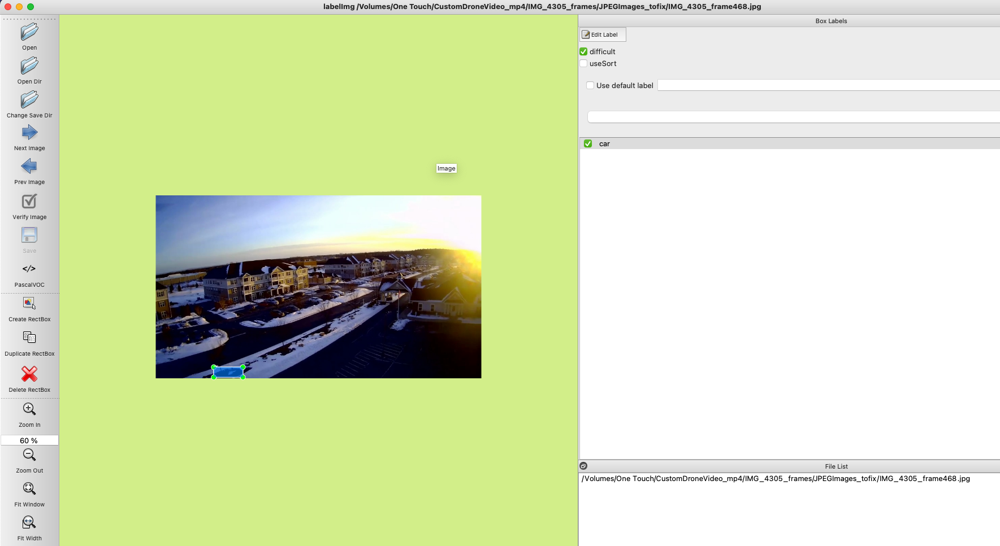 labelImg /Volumes/One Touch/CustomDroneVideo_mp4/IMG_4305_frames/JPEGImages_tofix/IMG_4305_frame468.jpg
Open
Open Dir
Change Save Dir
Next Image
Prev Image
Verify Image
Save
</>
PascalVOC
Create RectBox
Duplicate RectBox
Delete RectBox
Zoom In
60 %
Zoom Out
Fit Window
Fit Width
Image
Box Labels
Edit Label
difficult
useSort
Use default label
car
File List
/Volumes/One Touch/CustomDroneVideo_mp4/IMG_4305_frames/JPEGImages_tofix/IMG_4305_frame468.jpg